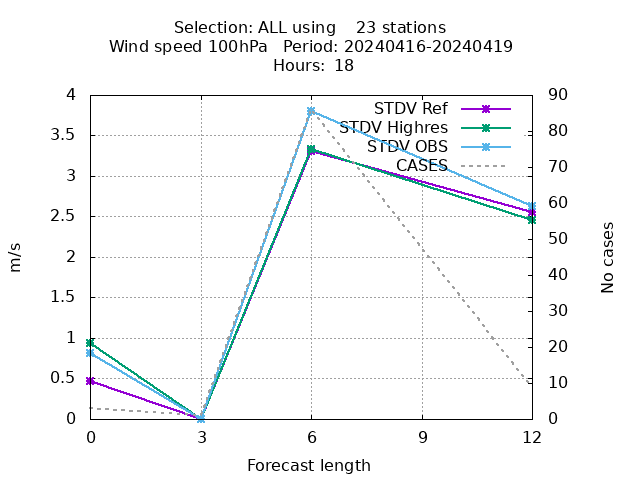 Selection: ALL using    23 stations
Wind speed 100hPa   Period: 20240416-20240419
Hours:  18
STDV Ref
STDV Highres
STDV OBS
CASES
4
3.5
3
2.5
2
1.5
1
0.5
0
90
80
70
60
50
40
30
20
10
0
m/s
No cases
0 3 6 9 12
Forecast length